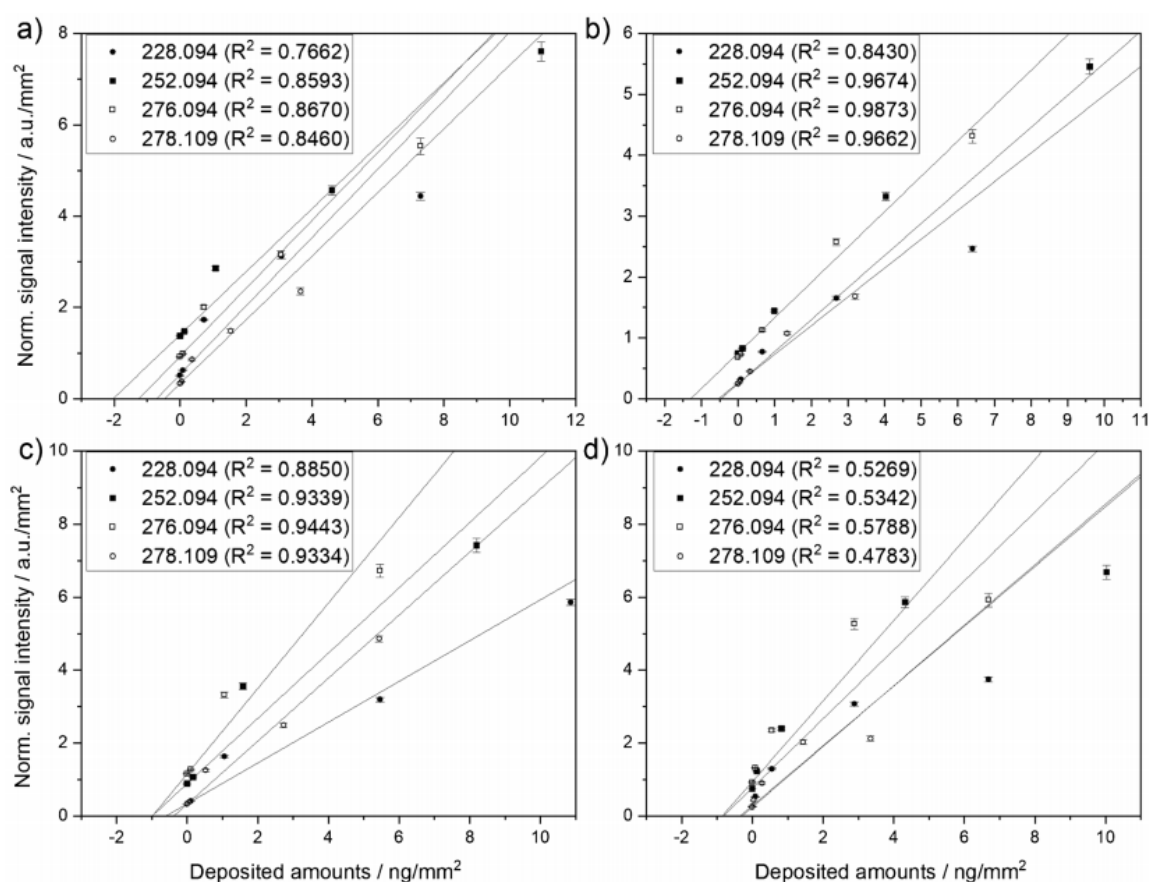 a)
228.094 (R² = 0.7662)
252.094 (R² = 0.8593)
276.094 (R² = 0.8670)
278.109 (R² = 0.8460)
8
6
4
2
0
-2 0 2 4 6 8 10 12
b)
228.094 (R² = 0.8430)
252.094 (R² = 0.9674)
276.094 (R² = 0.9873)
278.109 (R² = 0.9662)
6
5
4
3
2
1
0
-2 -1 0 1 2 3 4 5 6 7 8 9 10 11
Norm. signal intensity / a.u./mm²
c)
228.094 (R² = 0.8850)
252.094 (R² = 0.9339)
276.094 (R² = 0.9443)
278.109 (R² = 0.9334)
10
8
6
4
2
0
-2 0 2 4 6 8 10
Deposited amounts / ng/mm²
Norm. signal intensity / a.u./mm²
d)
228.094 (R² = 0.5269)
252.094 (R² = 0.5342)
276.094 (R² = 0.5788)
278.109 (R² = 0.4783)
10
8
6
4
2
0
-2 0 2 4 6 8 10
Deposited amounts / ng/mm²